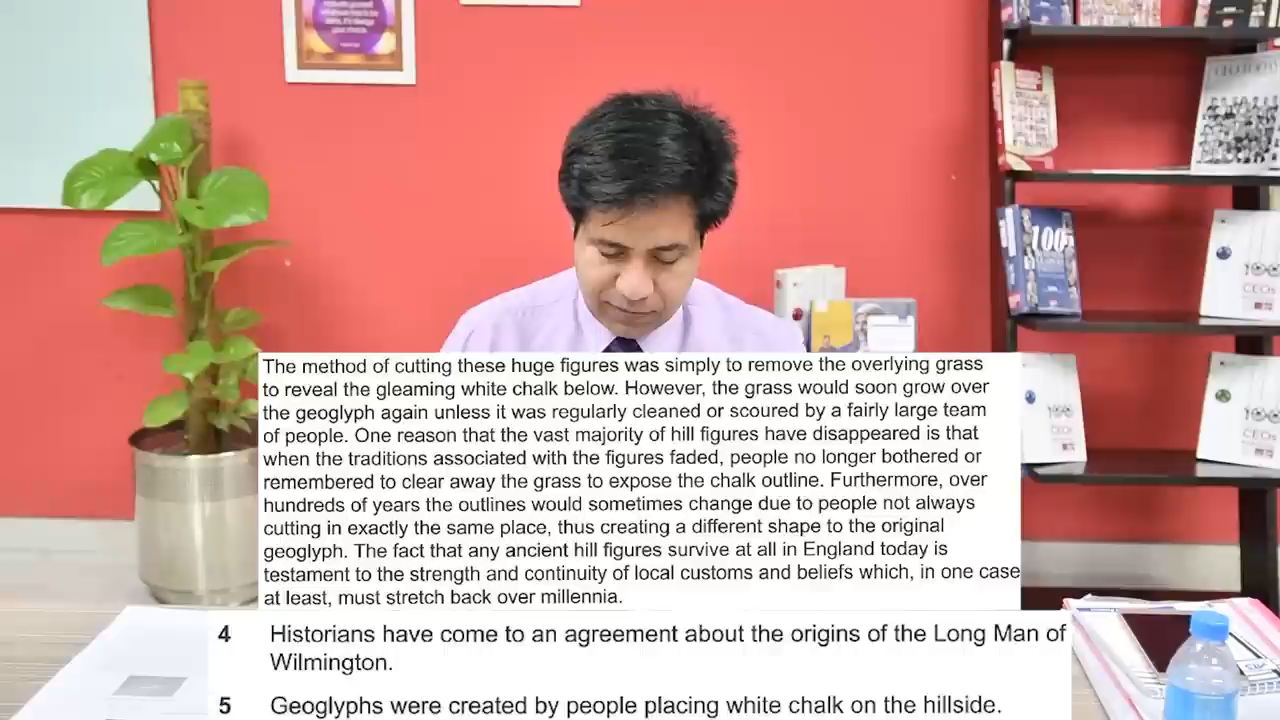 The method of cutting these huge figures was simply to remove the overlying grass
to reveal the gleaming white chalk below. However, the grass would soon grow over
the geoglyph again unless it was regularly cleaned or scoured by a fairly large team
of people. One reason that the vast majority of hill figures have disappeared is that
when the traditions associated with the figures faded, people no longer bothered or
remembered to clear away the grass to expose the chalk outline. Furthermore, over
hundreds of years the outlines would sometimes change due to people not always
cutting in exactly the same place, thus creating a different shape to the original
geoglyph. The fact that any ancient hill figures survive at all in England today is
testament to the strength and continuity of local customs and beliefs which, in one case
at least, must stretch back over millennia.
4 Historians have come to an agreement about the origins of the Long Man of
Wilmington.
5 Geoglyphs were created by people placing white chalk on the hillside.
100
100
CEOs
100
CEOs
100